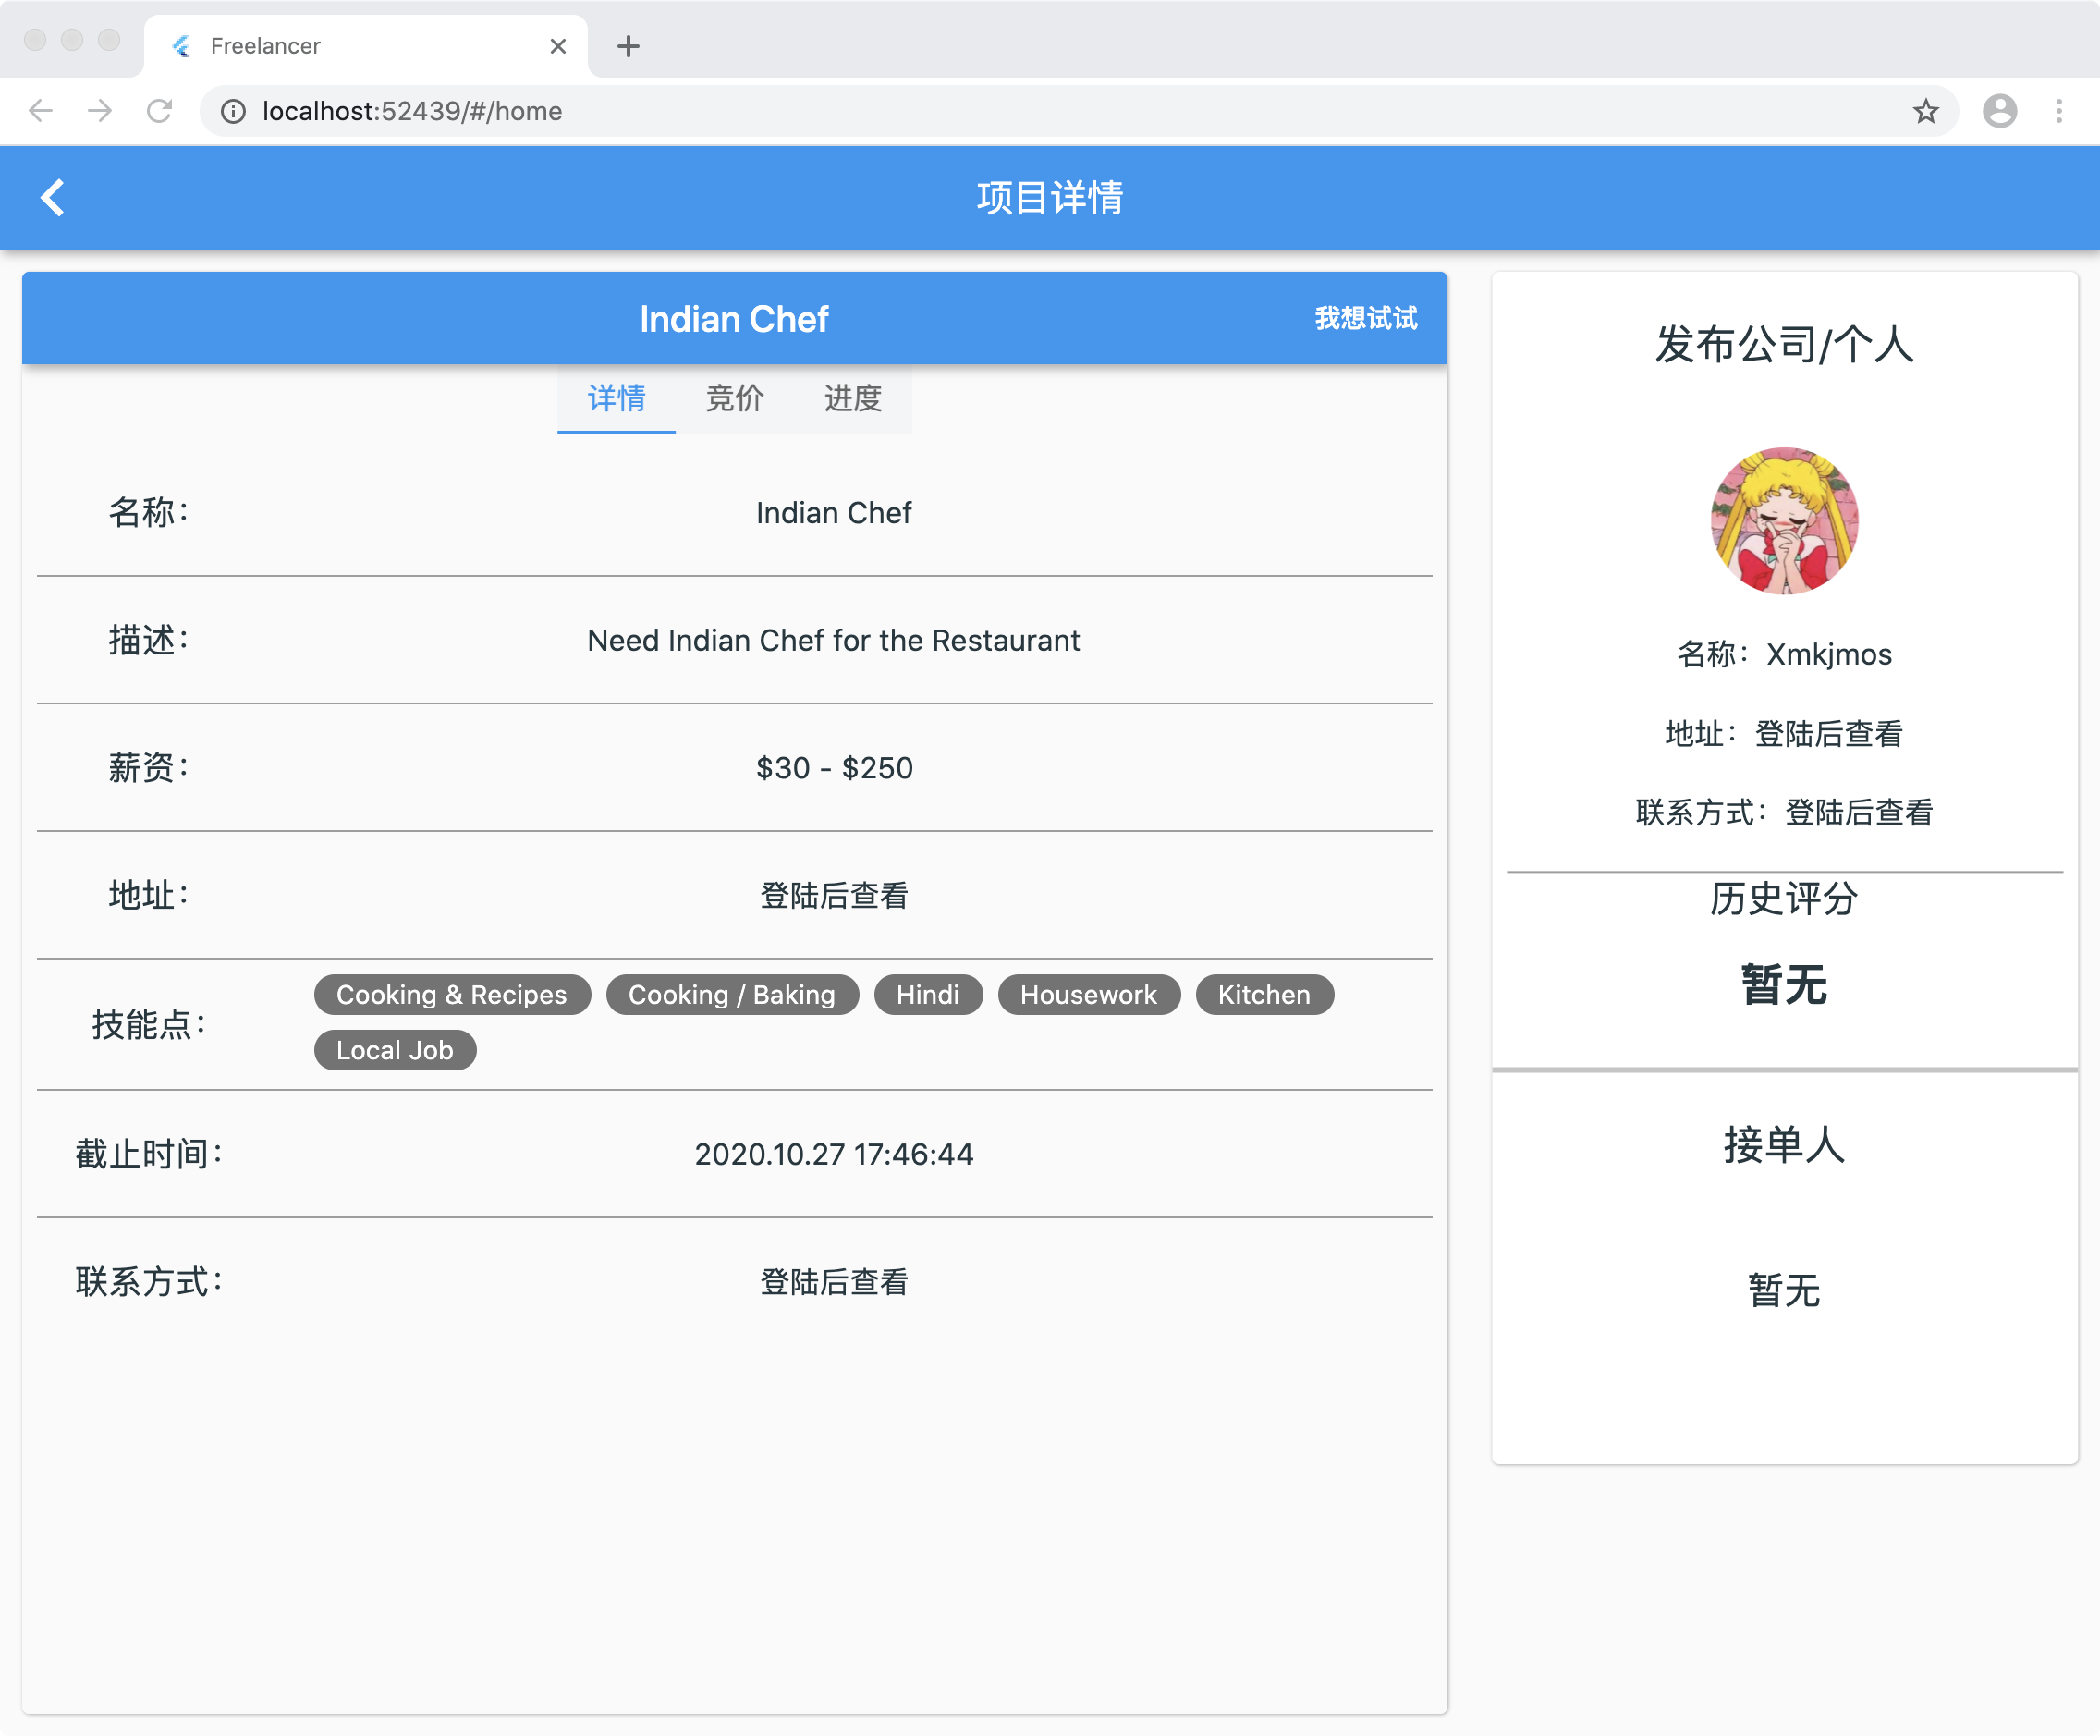 Freelancer
localhost:52439/#/home
项目详情
Indian Chef
我想试试
详情 竞价 进度
名称： Indian Chef
描述： Need Indian Chef for the Restaurant
薪资： $30 - $250
地址： 登陆后查看
技能点： Cooking & Recipes Cooking / Baking Hindi Housework Kitchen
Local Job
截止时间： 2020.10.27 17:46:44
联系方式： 登陆后查看
发布公司/个人
名称：Xmkjmos
地址：登陆后查看
联系方式：登陆后查看
历史评分
暂无
接单人
暂无